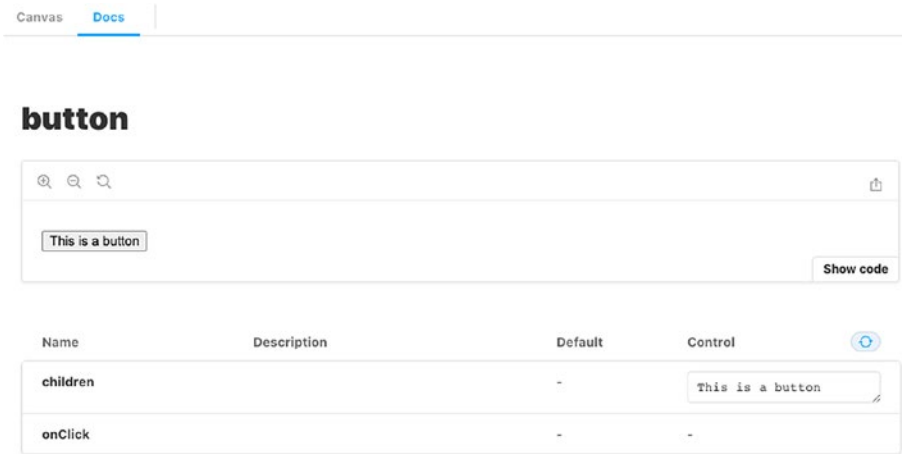 Canvas Docs
button
This is a button
Show code
Name Description Default Control
children - This is a button
onClick - -